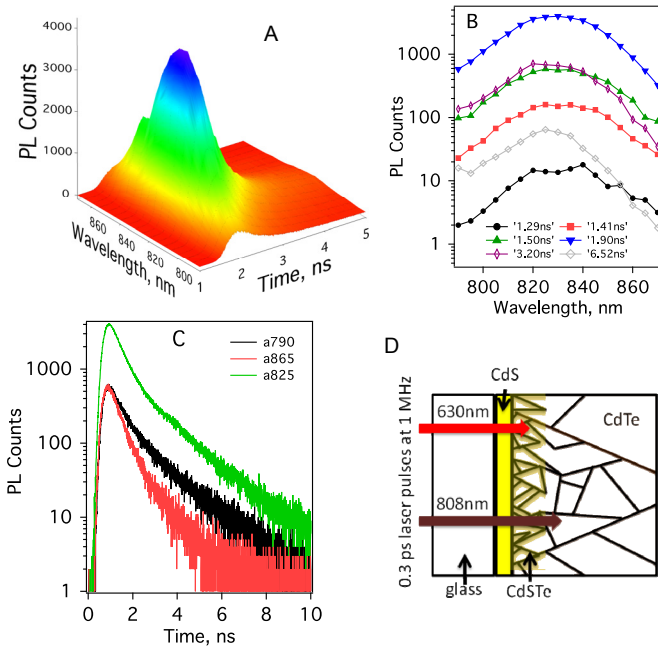 A
4000
3000
2000
1000
0
PL Counts
860
840
820
800
Wavelength, nm
1
2
3
4
5
Time, ns
B
1000
100
10
1
PL Counts
'1.29ns' '1.41ns'
'1.50ns' '1.90ns'
'3.20ns' '6.52ns'
800 820 840 860
Wavelength, nm
C
a790
a865
a825
1000
100
10
1
PL Counts
0 2 4 6 8 10
Time, ns
D
CdS
0.3 ps laser pulses at 1 MHz
630nm
CdTe
808nm
glass
CdSTe